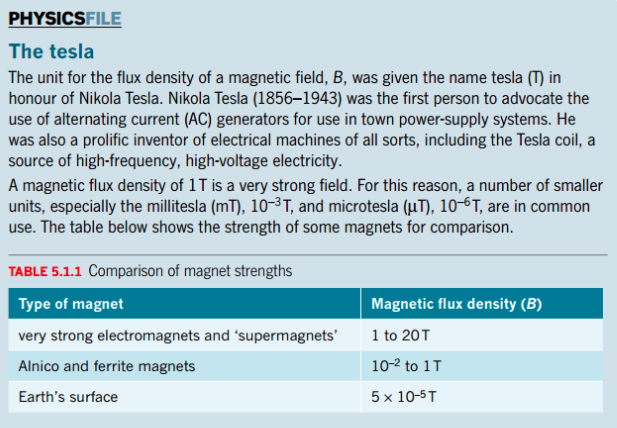 PHYSICSFILE
The tesla
The unit for the flux density of a magnetic field, B, was given the name tesla (T) in
honour of Nikola Tesla. Nikola Tesla (1856–1943) was the first person to advocate the
use of alternating current (AC) generators for use in town power-supply systems. He
was also a prolific inventor of electrical machines of all sorts, including the Tesla coil, a
source of high-frequency, high-voltage electricity.
A magnetic flux density of 1 T is a very strong field. For this reason, a number of smaller
units, especially the millitesla (mT), 10⁻³ T, and microtesla (μT), 10⁻⁶ T, are in common
use. The table below shows the strength of some magnets for comparison.
TABLE 5.1.1 Comparison of magnet strengths
Type of magnet Magnetic flux density (B)
very strong electromagnets and ‘supermagnets’ 1 to 20 T
Alnico and ferrite magnets 10⁻² to 1 T
Earth’s surface 5 × 10⁻⁵ T